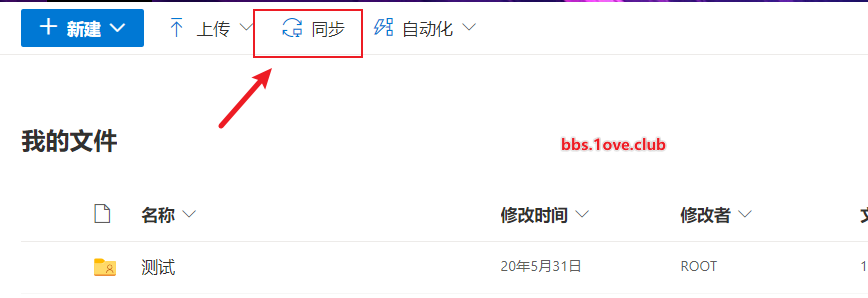 新建 上传 同步 自动化
我的文件
bbs.1ove.club
名称 修改时间 修改者
测试 20年5月31日 ROOT 1